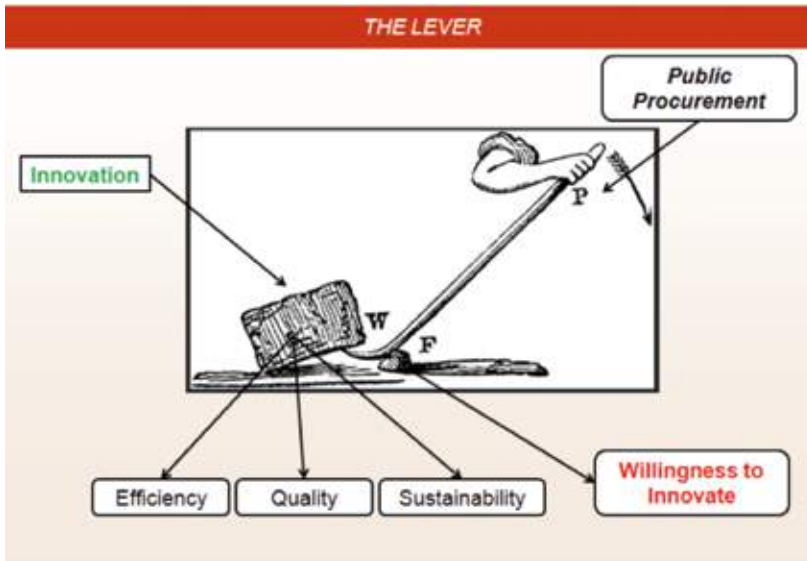 THE LEVER
Public
Procurement
Innovation
P
W
F
Efficiency
Quality
Sustainability
Willingness to
Innovate